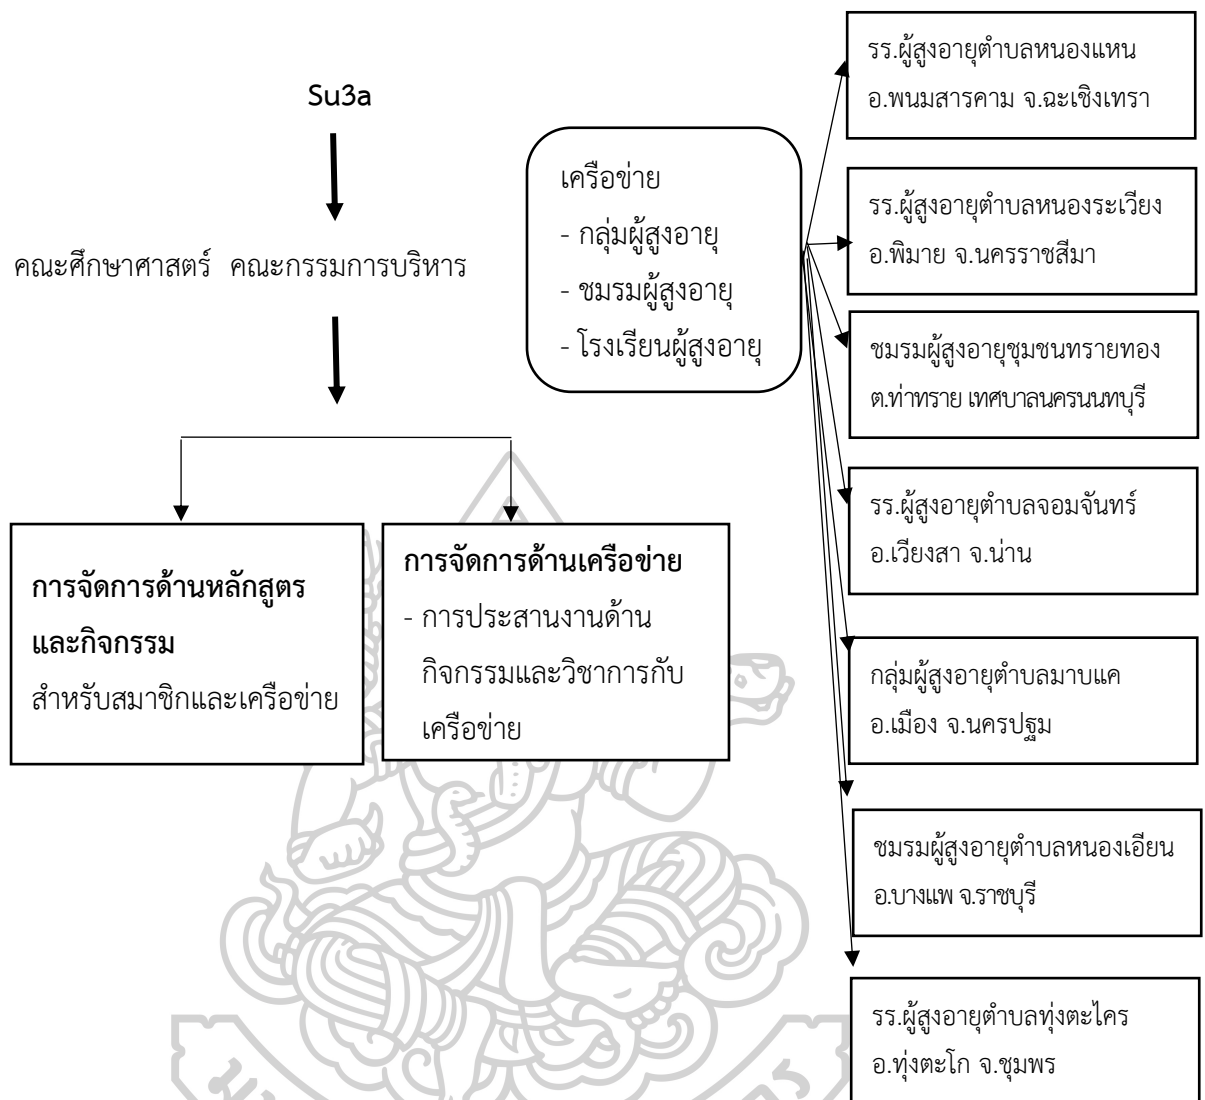 Su3a
คณะศึกษาศาสตร์ คณะกรรมการบริหาร
การจัดการด้านหลักสูตร
และกิจกรรม
สำหรับสมาชิกและเครือข่าย
การจัดการด้านเครือข่าย
- การประสานงานด้าน
กิจกรรมและวิชาการกับ
เครือข่าย
เครือข่าย
- กลุ่มผู้สูงอายุ
- ชมรมผู้สูงอายุ
- โรงเรียนผู้สูงอายุ
รร.ผู้สูงอายุตำบลหนองแหน
อ.พนมสารคาม จ.ฉะเชิงเทรา
รร.ผู้สูงอายุตำบลหนองระเวียง
อ.พิมาย จ.นครราชสีมา
ชมรมผู้สูงอายุชุมชนทรายทอง
ต.ท่าทราย เทศบาลนครนนทบุรี
รร.ผู้สูงอายุตำบลจอมจันทร์
อ.เวียงสา จ.น่าน
กลุ่มผู้สูงอายุตำบลมาบแค
อ.เมือง จ.นครปฐม
ชมรมผู้สูงอายุตำบลหนองเอียน
อ.บางแพ จ.ราชบุรี
รร.ผู้สูงอายุตำบลทุ่งตะไคร
อ.ทุ่งตะโก จ.ชุมพร